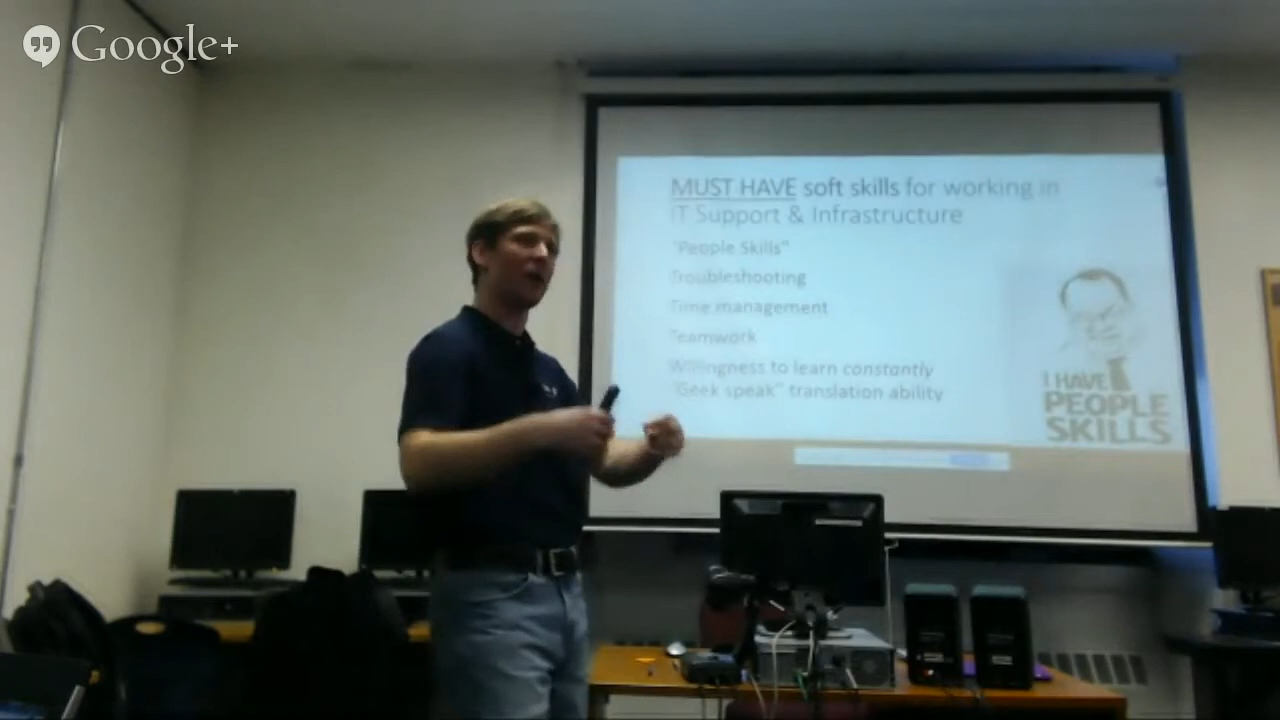 Google+
MUST HAVE soft skills for working in
IT Support & Infrastructure
"People Skills"
Troubleshooting
Time management
Teamwork
Willingness to learn constantly
"Geek speak" translation ability
I HAVE
PEOPLE
SKILLS